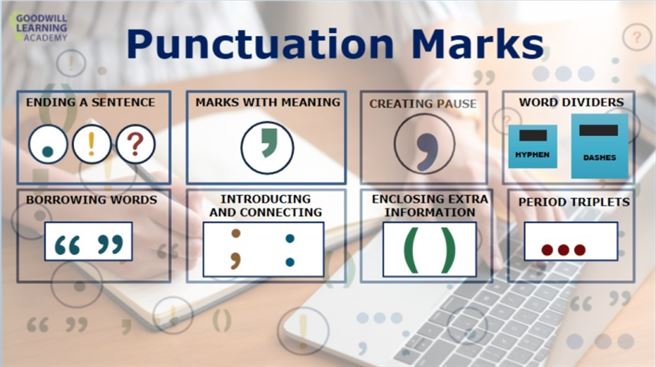 GOODWILL
LEARNING
ACADEMY
Punctuation Marks
ENDING A SENTENCE
. ! ?
MARKS WITH MEANING
’
CREATING PAUSE
,
WORD DIVIDERS
HYPHEN
DASHES
BORROWING WORDS
“ ”
INTRODUCING
AND CONNECTING
; :
ENCLOSING EXTRA
INFORMATION
( )
PERIOD TRIPLETS
...